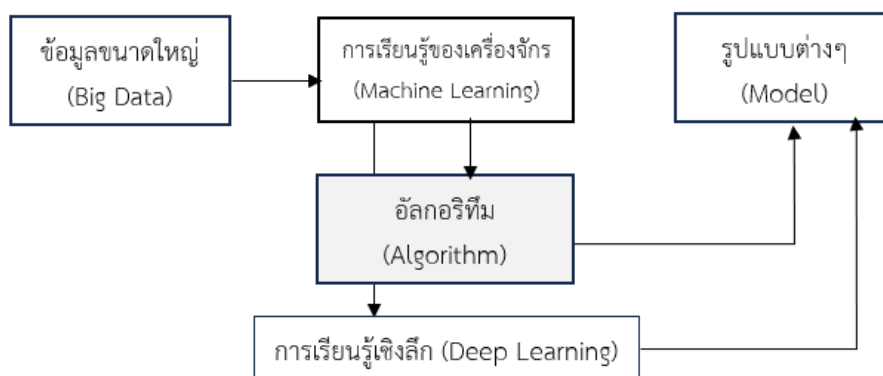 ข้อมูลขนาดใหญ่
(Big Data)
การเรียนรู้ของเครื่องจักร
(Machine Learning)
รูปแบบต่างๆ
(Model)
อัลกอริทึม
(Algorithm)
การเรียนรู้เชิงลึก (Deep Learning)